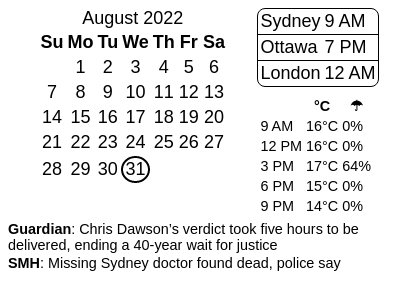 August 2022
Su Mo Tu We Th Fr Sa
1 2 3 4 5 6
7 8 9 10 11 12 13
14 15 16 17 18 19 20
21 22 23 24 25 26 27
28 29 30 31
Sydney 9 AM
Ottawa 7 PM
London 12 AM
°C ☂
9 AM 16°C 0%
12 PM 16°C 0%
3 PM 17°C 64%
6 PM 15°C 0%
9 PM 14°C 0%
Guardian: Chris Dawson’s verdict took five hours to be
delivered, ending a 40-year wait for justice
SMH: Missing Sydney doctor found dead, police say